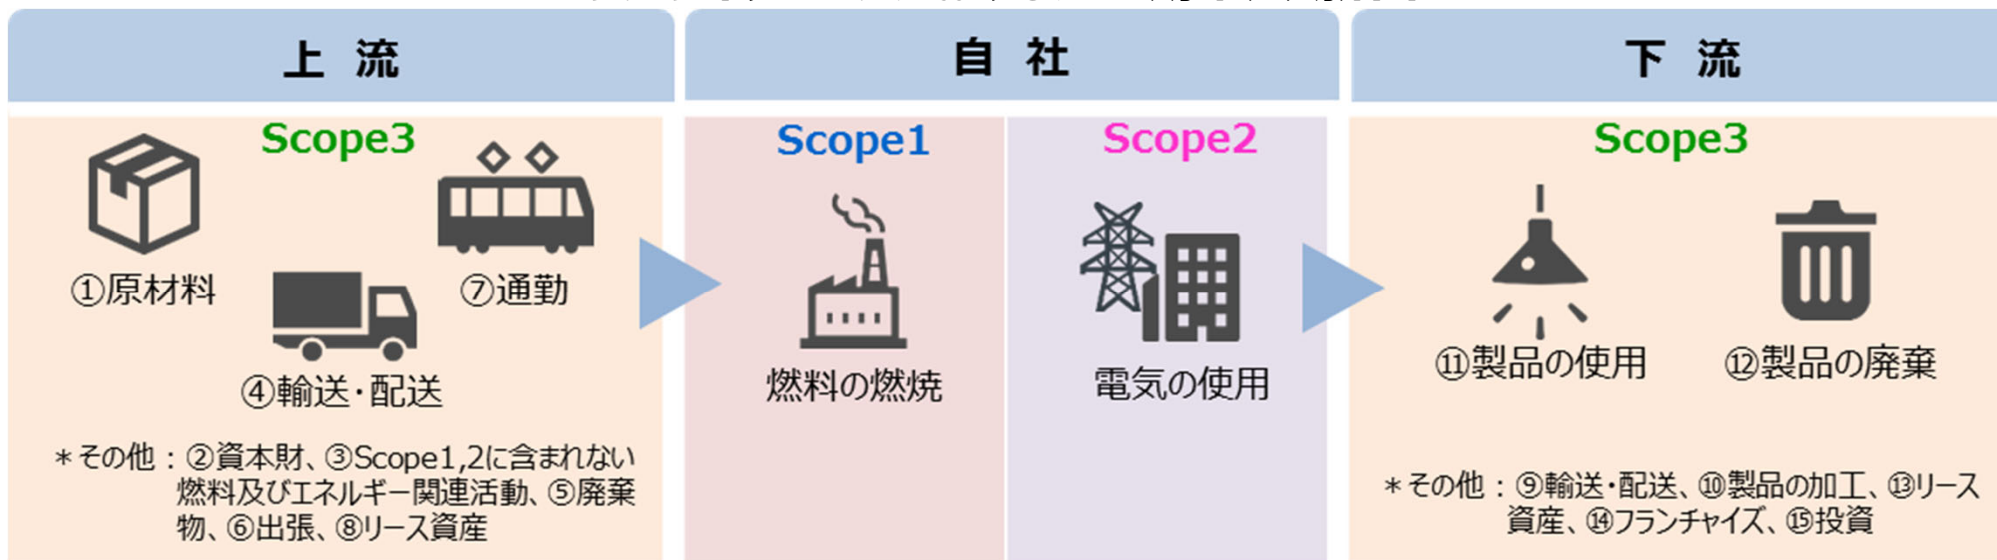 上 流
Scope3
①原材料
⑦通勤
④輸送・配送
＊その他：②資本財、③Scope1,2に含まれない
燃料及びエネルギー関連活動、⑤廃棄
物、⑥出張、⑧リース資産
自 社
Scope1
燃料の燃焼
Scope2
電気の使用
下 流
Scope3
⑪製品の使用
⑫製品の廃棄
＊その他：⑨輸送・配送、⑩製品の加工、⑬リース
資産、⑭フランチャイズ、⑮投資